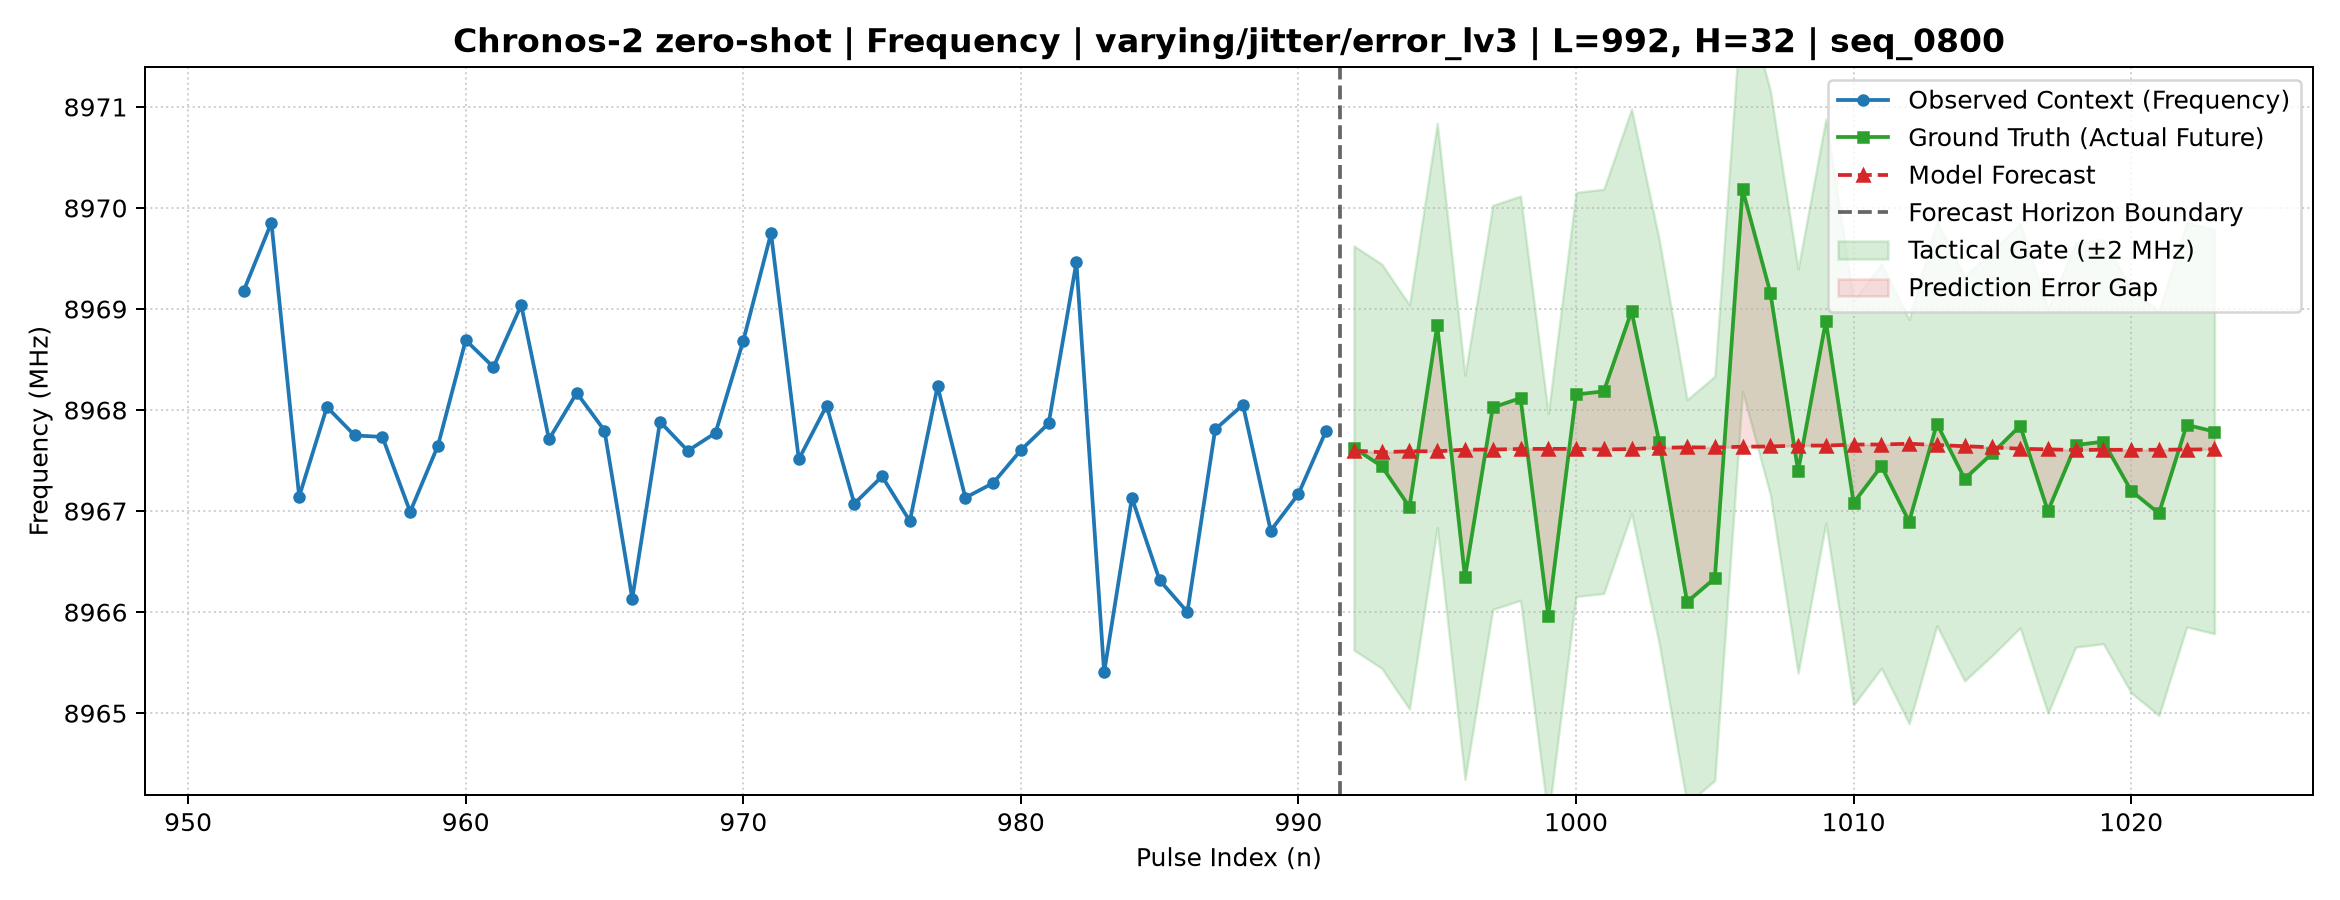 Chronos-2 zero-shot | Frequency | varying/jitter/error_lv3 | L=992, H=32 | seq_0800
Frequency (MHz)
8971
8970
8969
8968
8967
8966
8965
Observed Context (Frequency)
Ground Truth (Actual Future)
Model Forecast
Forecast Horizon Boundary
Tactical Gate (±2 MHz)
Prediction Error Gap
950 960 970 980 990 1000 1010 1020
Pulse Index (n)